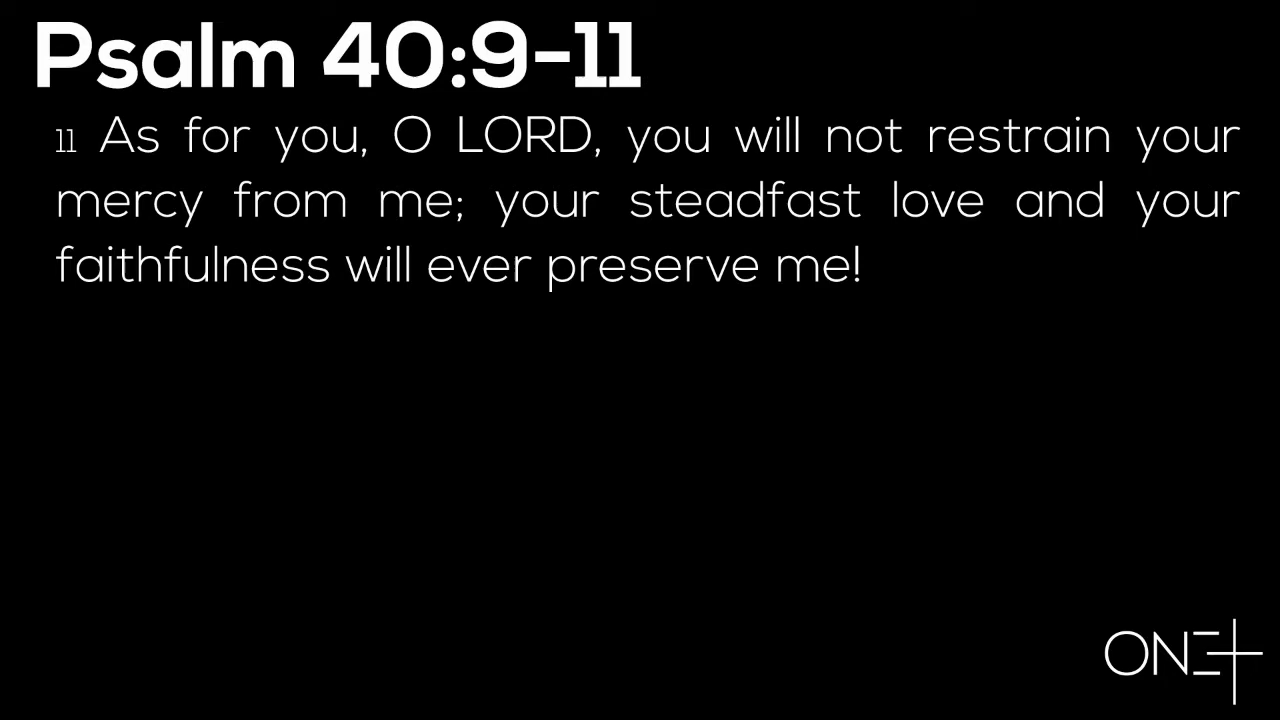 Psalm 40:9-11
11 As for you, O LORD, you will not restrain your
mercy from me; your steadfast love and your
faithfulness will ever preserve me!
ONE